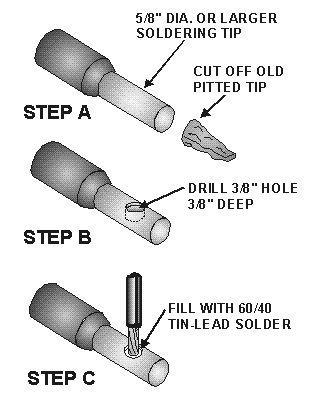 5/8" DIA. OR LARGER
SOLDERING TIP
CUT OFF OLD
PITTED TIP
STEP A
DRILL 3/8" HOLE
3/8" DEEP
STEP B
FILL WITH 60/40
TIN-LEAD SOLDER
STEP C